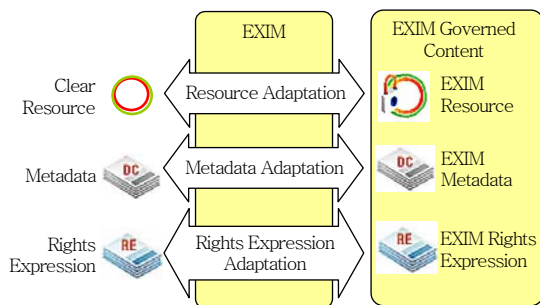 EXIM
EXIM Governed
Content
Clear
Resource
Resource Adaptation
EXIM
Resource
Metadata
DC
Metadata Adaptation
DC
EXIM
Metadata
Rights
Expression
RE
Rights Expression
Adaptation
RE
EXIM Rights
Expression